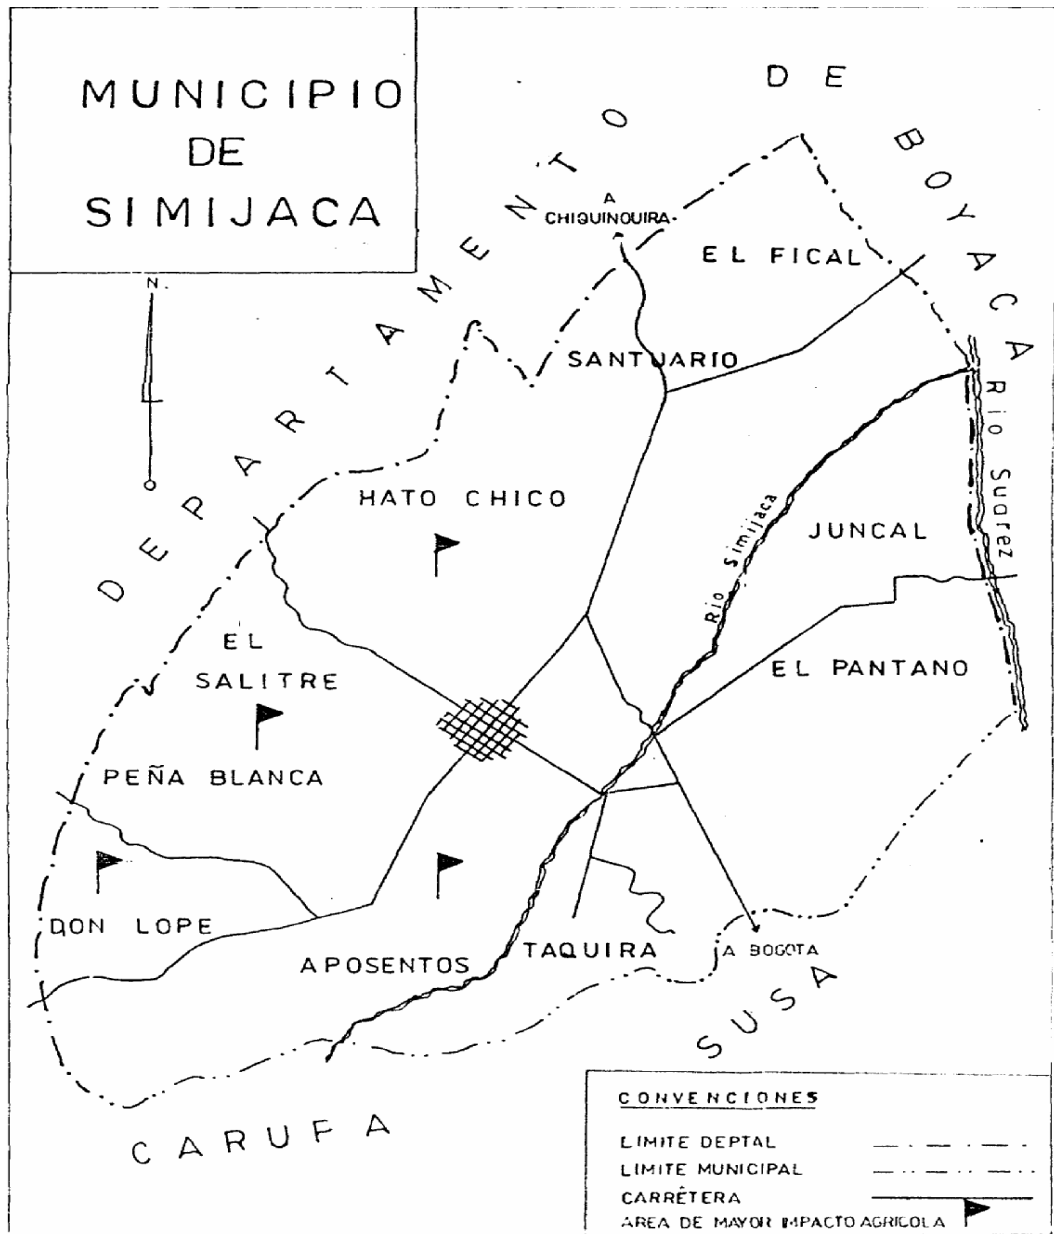 MUNICIPIO
DE
SIMIJACA
N.
DEPARTAMENTO DE BOYACA
A
CHIQUINQUIRA
EL FICAL
SANTUARIO
HATO CHICO
Rio Simijaca
Rio Suarez
JUNCAL
EL
SALITRE
EL PANTANO
PEÑA BLANCA
DON LOPE
APOSENTOS
TAQUIRA
A BOGOTA
SUSA
CARUFA
CONVENCIONES
LIMITE DEPTAL
LIMITE MUNICIPAL
CARRÉTERA
AREA DE MAYOR IMPACTO AGRICOLA